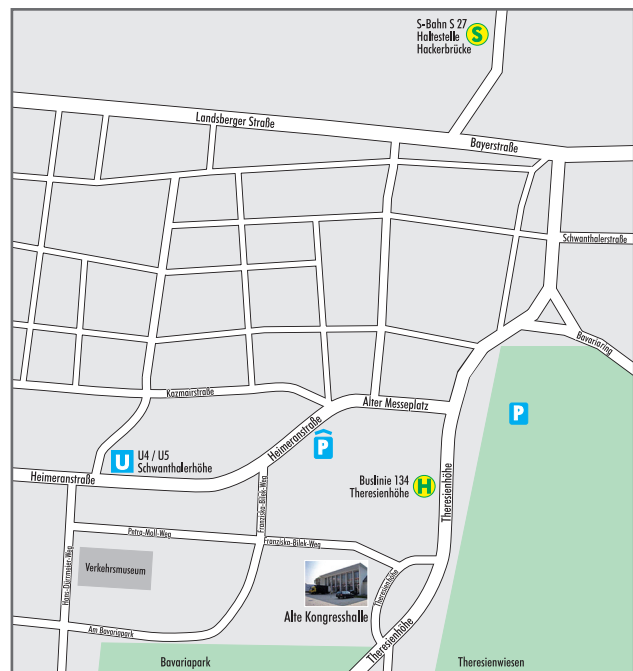 S-Bahn S 27
Haltestelle
Hackerbrücke
S
Landsberger Straße
Bayerstraße
Schwanthalerstraße
Bavariaring
Kazmairstraße
Alter Messeplatz
P
Heimeranstraße
P
U
U4 / U5
Schwanthalerhöhe
Heimeranstraße
Buslinie 134
Theresienhöhe
H
Theresienhöhe
Franziska-Bilek-Weg
Petra-Moll-Weg
Franziska-Bilek-Weg
Hans-Dürrmeier-Weg
Verkehrsmuseum
Theresienhöhe
Alte Kongresshalle
Am Bavariapark
Theresienhöhe
Bavariapark
Theresienwiesen